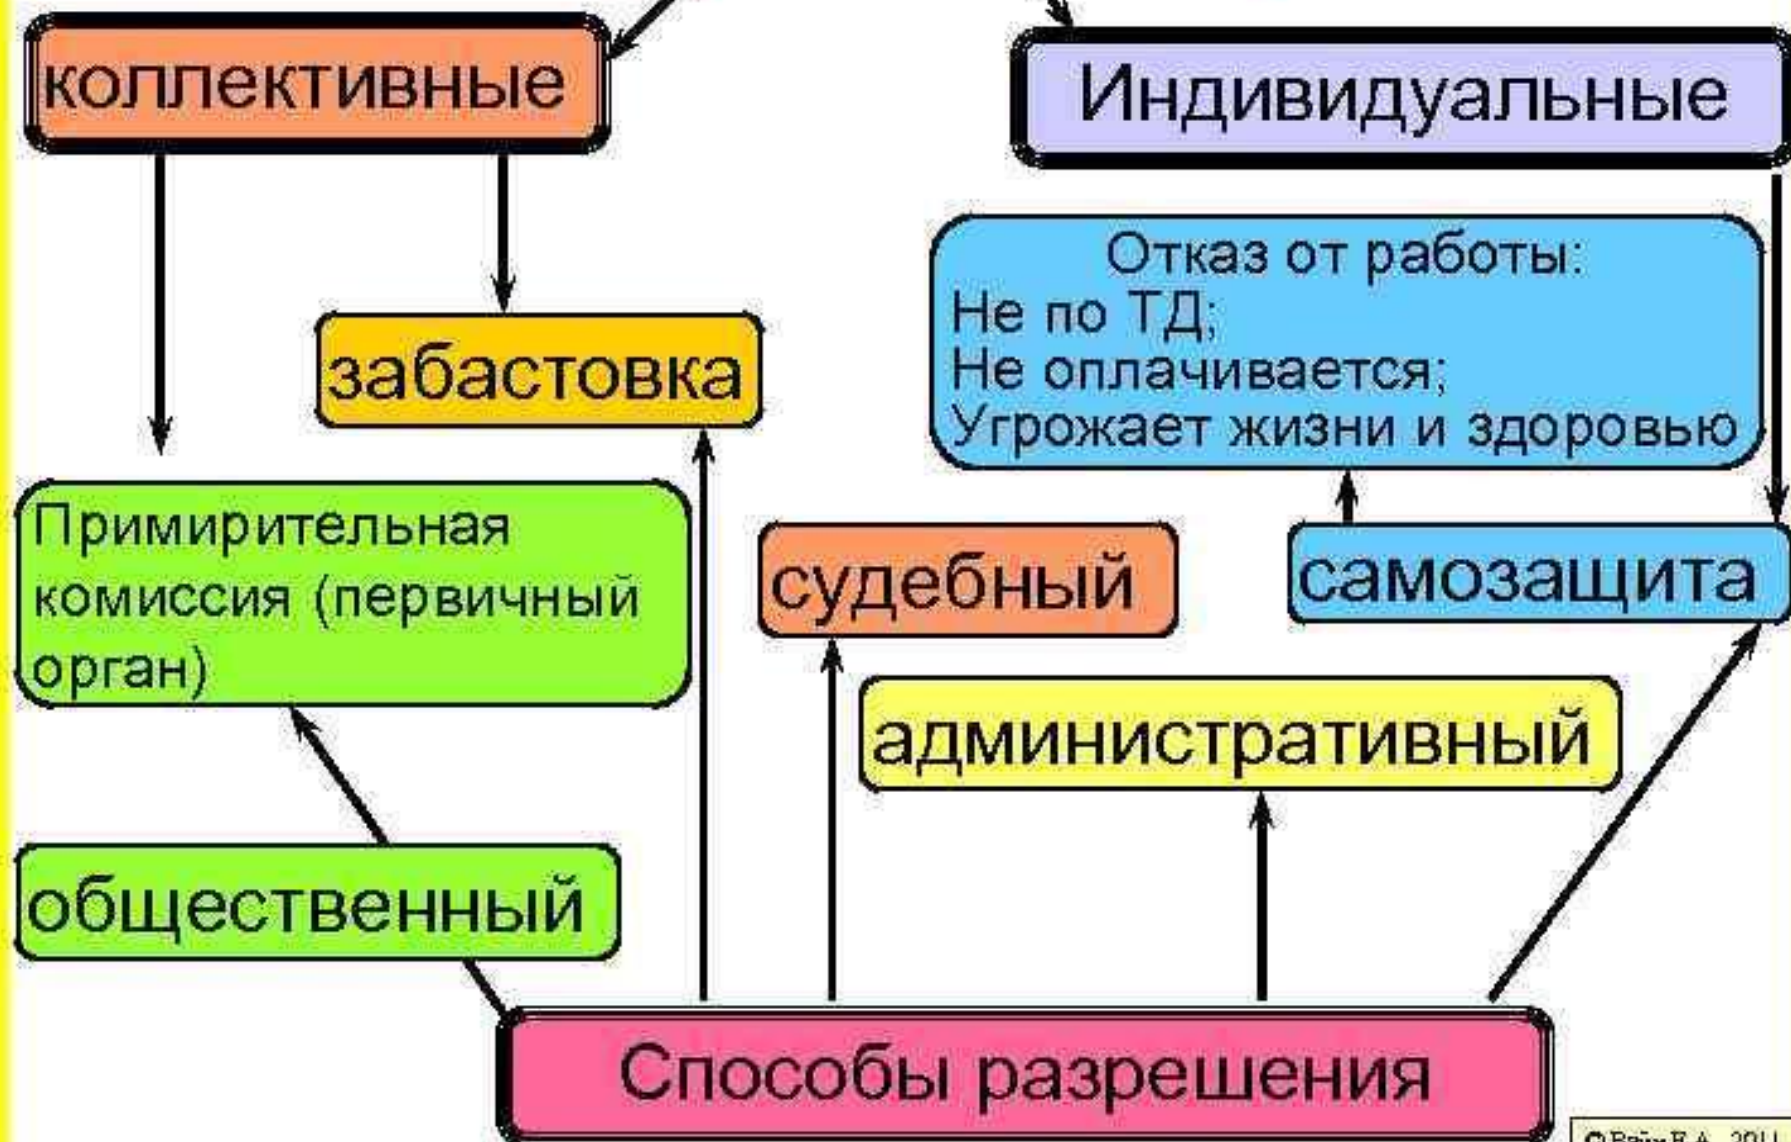 коллективные
Индивидуальные
Отказ от работы:
Не по ТД;
Не оплачивается;
Угрожает жизни и здоровью
забастовка
Примирительная
комиссия (первичный
орган)
судебный
самозащита
административный
общественный
Способы разрешения